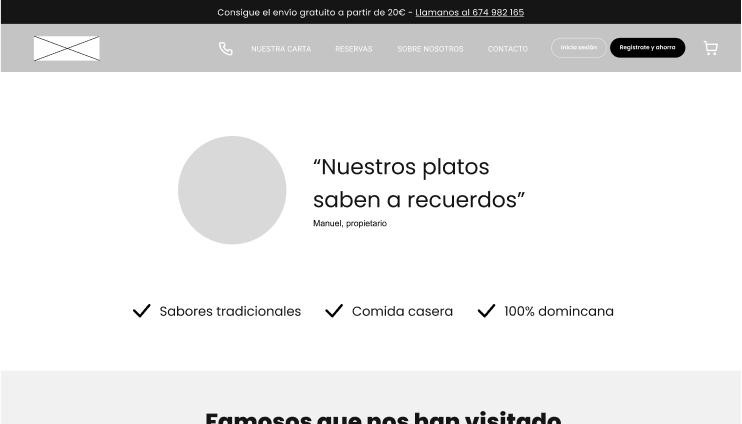 Consigue el envío gratuito a partir de 20€ - Llamanos al 674 982 165
NUESTRA CARTA RESERVAS SOBRE NOSOTROS CONTACTO Inicia sesión Regístrate y ahorra
“Nuestros platos
saben a recuerdos”
Manuel, propietario
Sabores tradicionales Comida casera 100% domincana
Famosos que nos han visitado